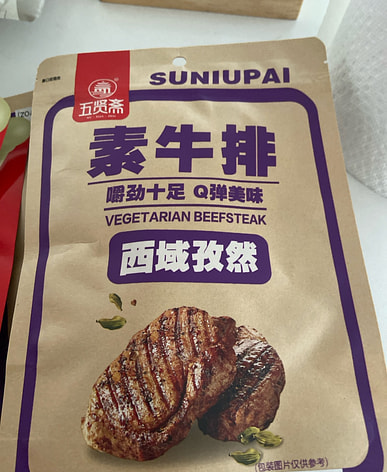 SUNIUPAI
五贤斋
素牛排
嚼劲十足 Q弹美味
VEGETARIAN BEEFSTEAK
西域孜然
(包装图片仅供参考)